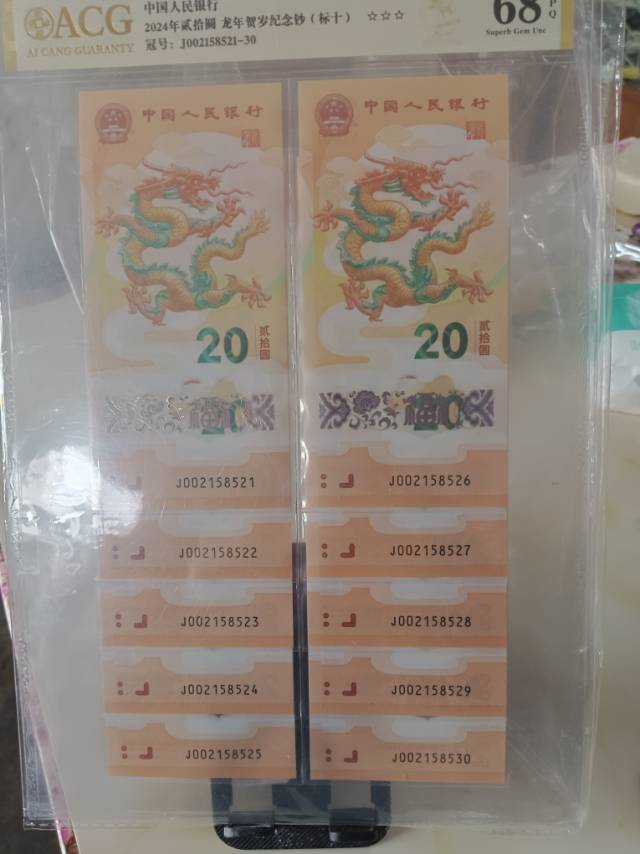 ACG
AI CANG GUARANTY
中国人民银行
2024年贰拾圆 龙年贺岁纪念钞（标十） ☆☆☆
冠号：J002158521-30
68 PQ
Superb Gem Unc
中国人民银行
20 贰拾圆
福
J002158521
J002158522
J002158523
J002158524
J002158525
中国人民银行
20 贰拾圆
福
J002158526
J002158527
J002158528
J002158529
J002158530